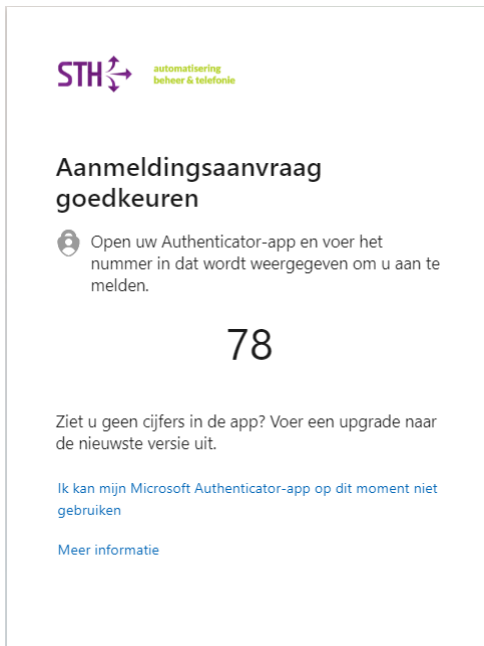 STH
automatisering
beheer & telefonie
Aanmeldingsaanvraag
goedkeuren
Open uw Authenticator-app en voer het
nummer in dat wordt weergegeven om u aan te
melden.
78
Ziet u geen cijfers in de app? Voer een upgrade naar
de nieuwste versie uit.
Ik kan mijn Microsoft Authenticator-app op dit moment niet
gebruiken
Meer informatie